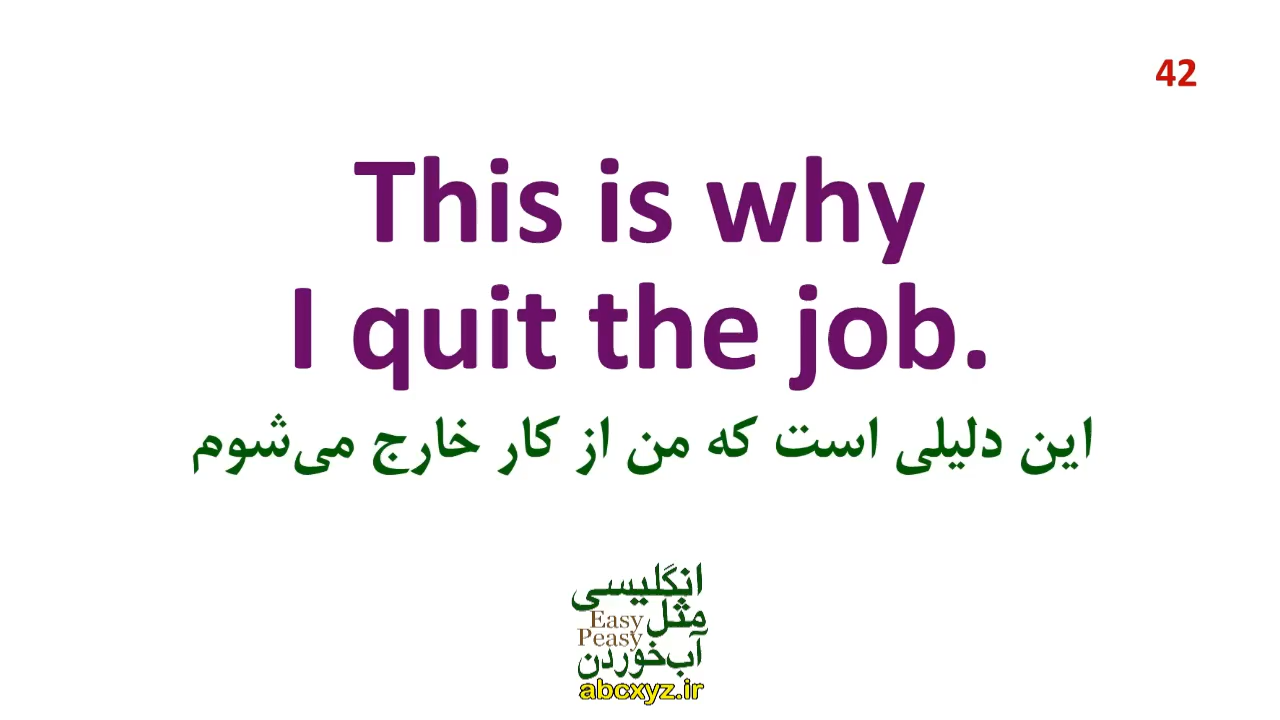 42
This is why
I quit the job.
این دلیلی است که من از کار خارج می‌شوم
انگلیسی
مثل
Easy
Peasy
آب‌خوردن
abcxyz.ir